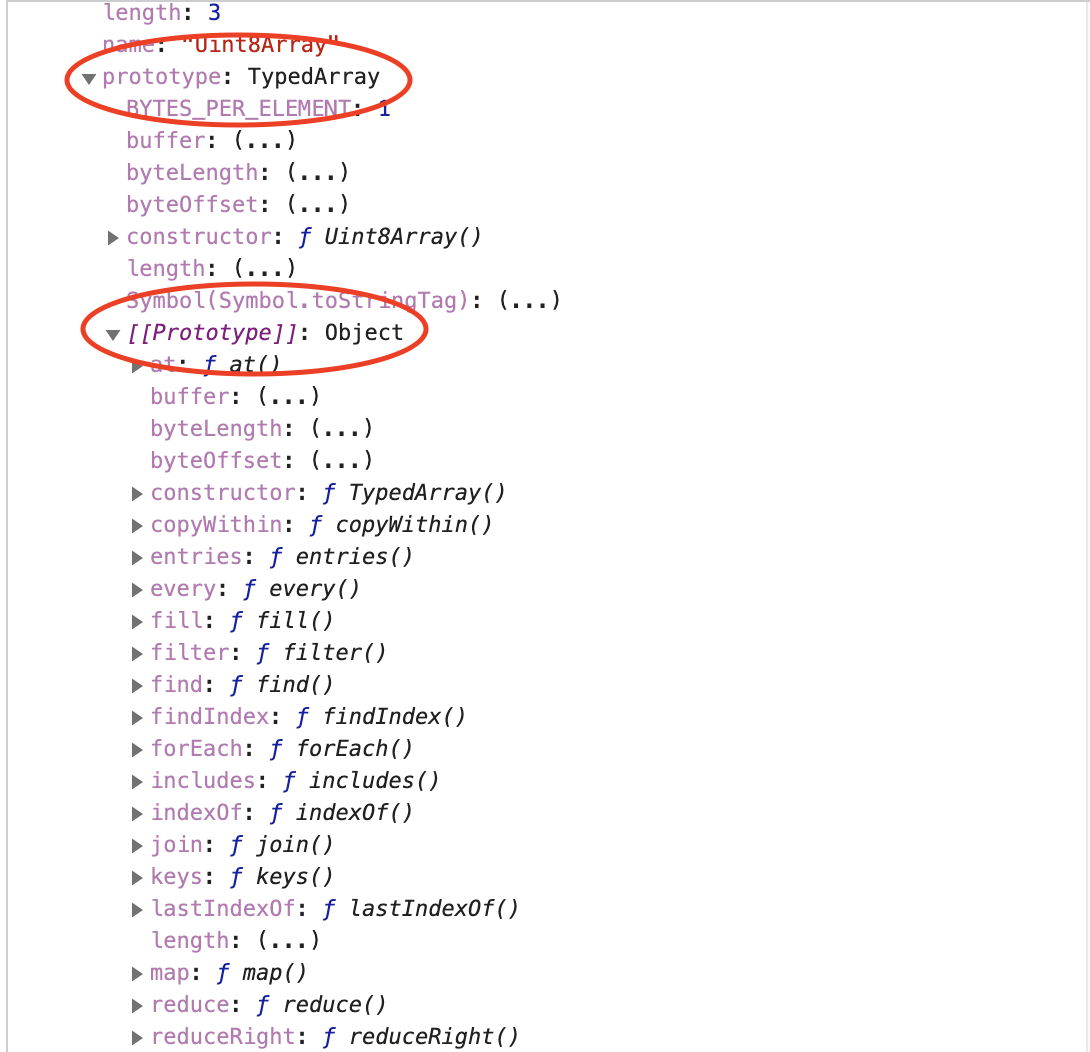 length: 3
name: "Uint8Array"
▼ prototype: TypedArray
BYTES_PER_ELEMENT: 1
buffer: (...)
byteLength: (...)
byteOffset: (...)
▶ constructor: ƒ Uint8Array()
length: (...)
Symbol(Symbol.toStringTag): (...)
▼ [[Prototype]]: Object
▶ at: ƒ at()
buffer: (...)
byteLength: (...)
byteOffset: (...)
▶ constructor: ƒ TypedArray()
▶ copyWithin: ƒ copyWithin()
▶ entries: ƒ entries()
▶ every: ƒ every()
▶ fill: ƒ fill()
▶ filter: ƒ filter()
▶ find: ƒ find()
▶ findIndex: ƒ findIndex()
▶ forEach: ƒ forEach()
▶ includes: ƒ includes()
▶ indexOf: ƒ indexOf()
▶ join: ƒ join()
▶ keys: ƒ keys()
▶ lastIndexOf: ƒ lastIndexOf()
length: (...)
▶ map: ƒ map()
▶ reduce: ƒ reduce()
▶ reduceRight: ƒ reduceRight()